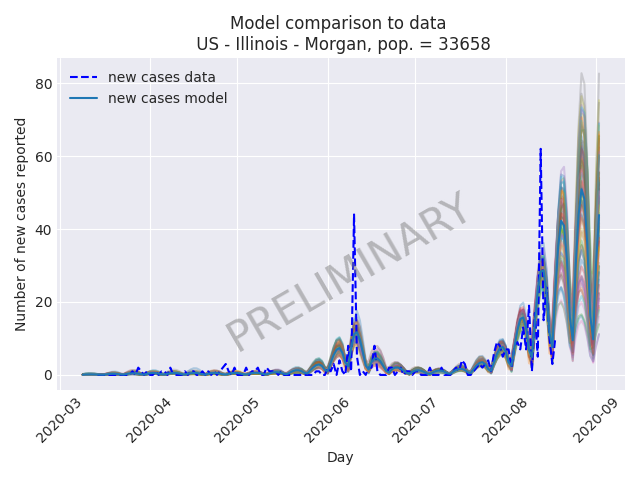 Model comparison to data
US - Illinois - Morgan, pop. = 33658
new cases data
new cases model
PRELIMINARY
Number of new cases reported
80
60
40
20
0
2020-03
2020-04
2020-05
2020-06
2020-07
2020-08
2020-09
Day